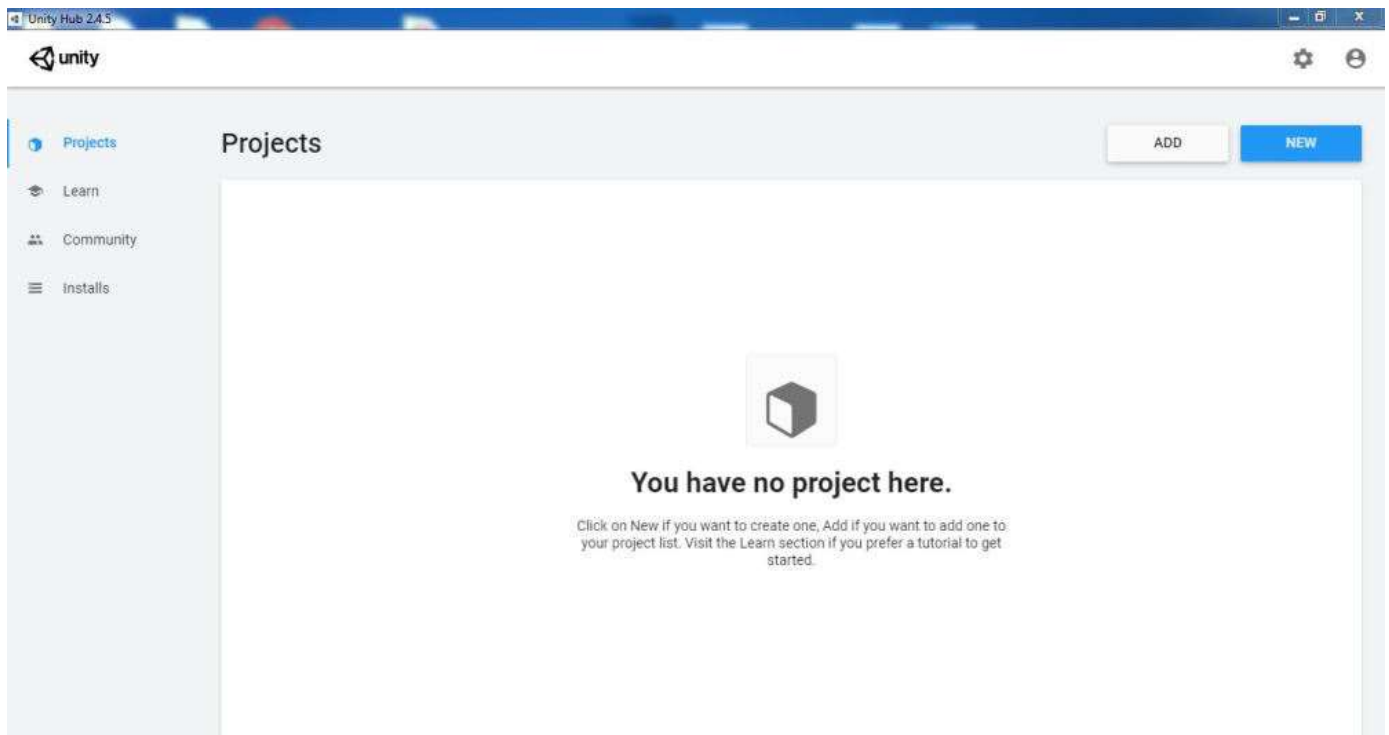 Unity Hub 2.4.5
unity
Projects
Learn
Community
Installs
Projects
ADD
NEW
You have no project here.
Click on New if you want to create one, Add if you want to add one to
your project list. Visit the Learn section if you prefer a tutorial to get
started.